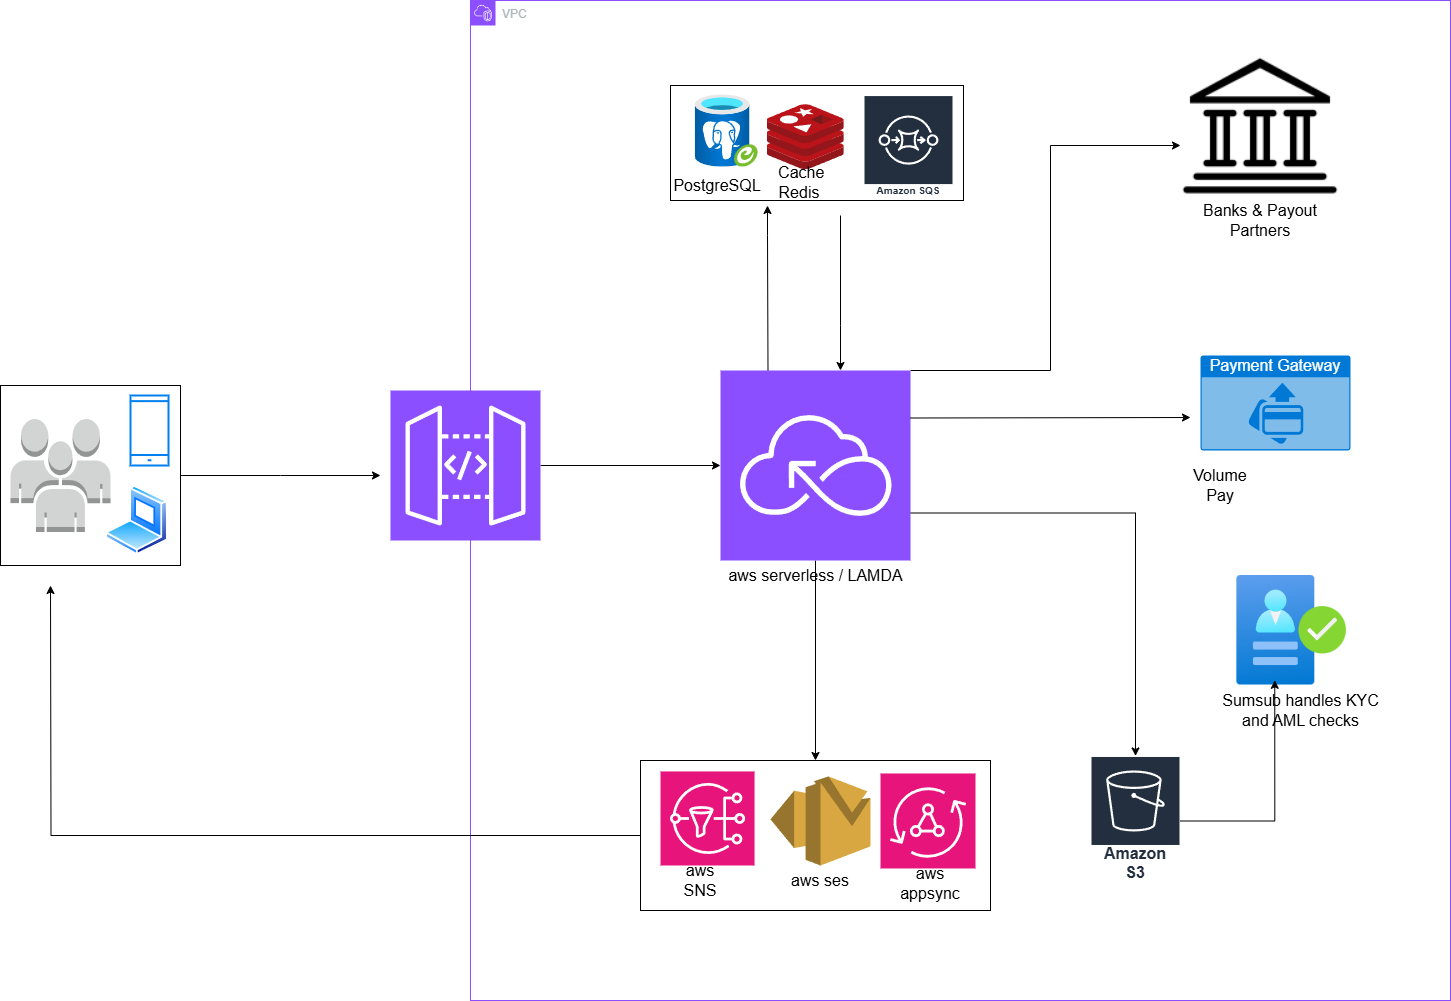 VPC
PostgreSQL
Cache
Redis
Amazon SQS
Banks & Payout
Partners
Payment Gateway
Volume
Pay
</>
aws serverless / LAMDA
Sumsub handles KYC
and AML checks
Amazon
S3
aws
SNS
aws ses
aws
appsync